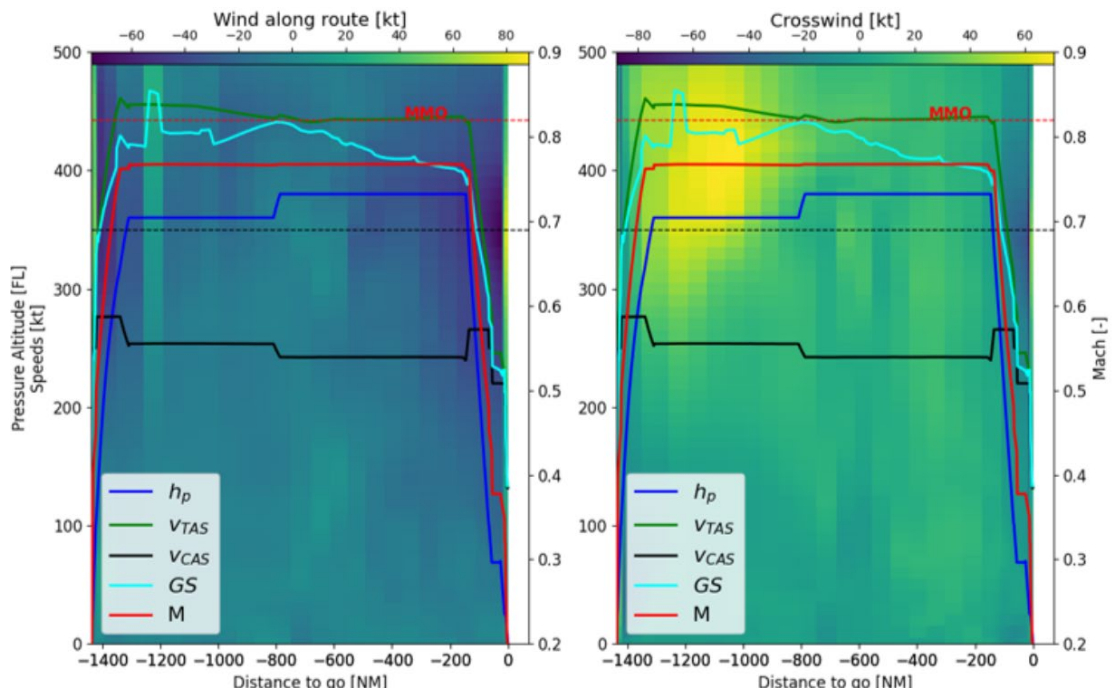 Wind along route [kt]
−60 −40 −20 0 20 40 60 80
500
400
300
200
100
0
Pressure Altitude [FL]
Speeds [kt]
0.9
0.8
0.7
0.6
0.5
0.4
0.3
0.2
MMO
h_p
v_TAS
v_CAS
GS
M
−1400 −1200 −1000 −800 −600 −400 −200 0
Distance to go [NM]
Crosswind [kt]
−80 −60 −40 −20 0 20 40 60
500
400
300
200
100
0
0.9
0.8
0.7
0.6
0.5
0.4
0.3
0.2
Mach [-]
MMO
h_p
v_TAS
v_CAS
GS
M
−1400 −1200 −1000 −800 −600 −400 −200 0
Distance to go [NM]